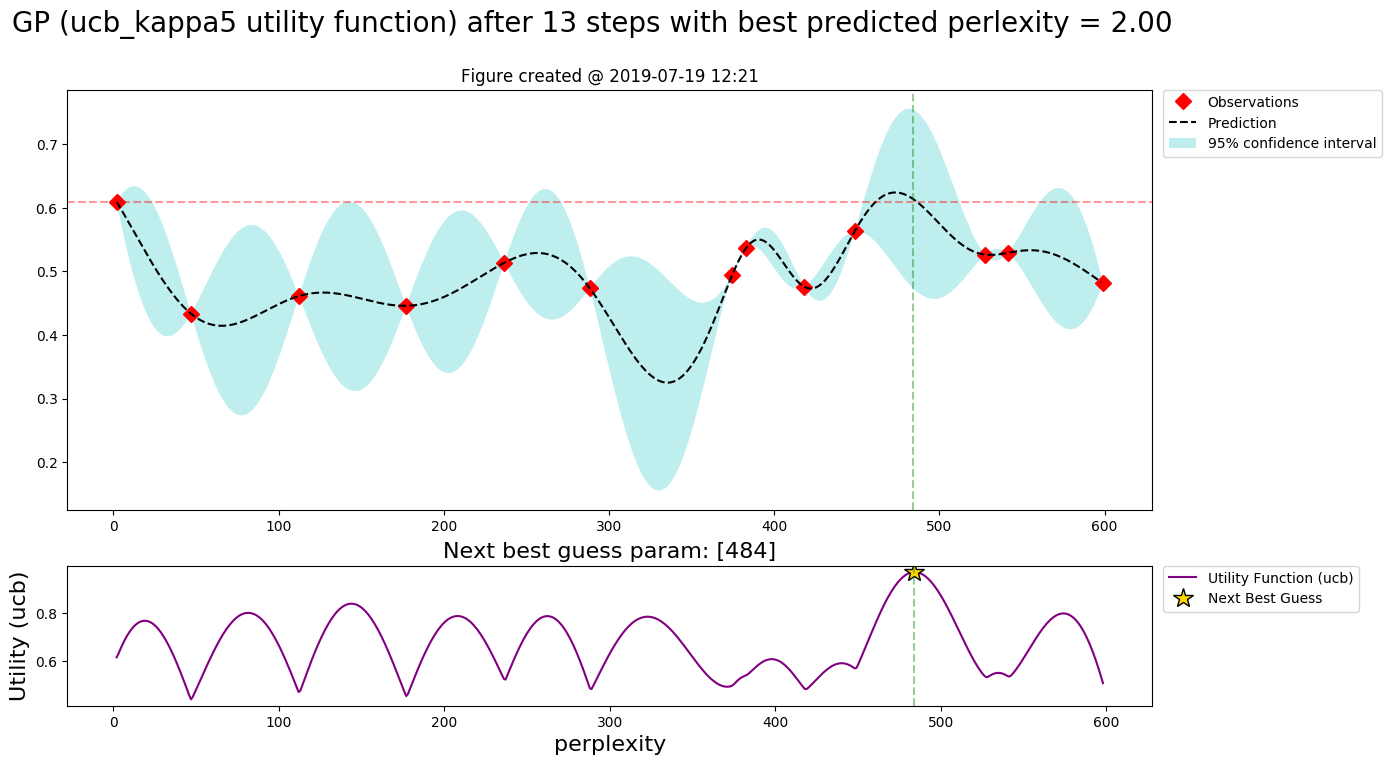 GP (ucb_kappa5 utility function) after 13 steps with best predicted perlexity = 2.00
Figure created @ 2019-07-19 12:21
Observations
Prediction
95% confidence interval
0.7
0.6
0.5
0.4
0.3
0.2
0 100 200 300 400 500 600
Next best guess param: [484]
Utility Function (ucb)
Next Best Guess
Utility (ucb)
0.8
0.6
0 100 200 300 400 500 600
perplexity